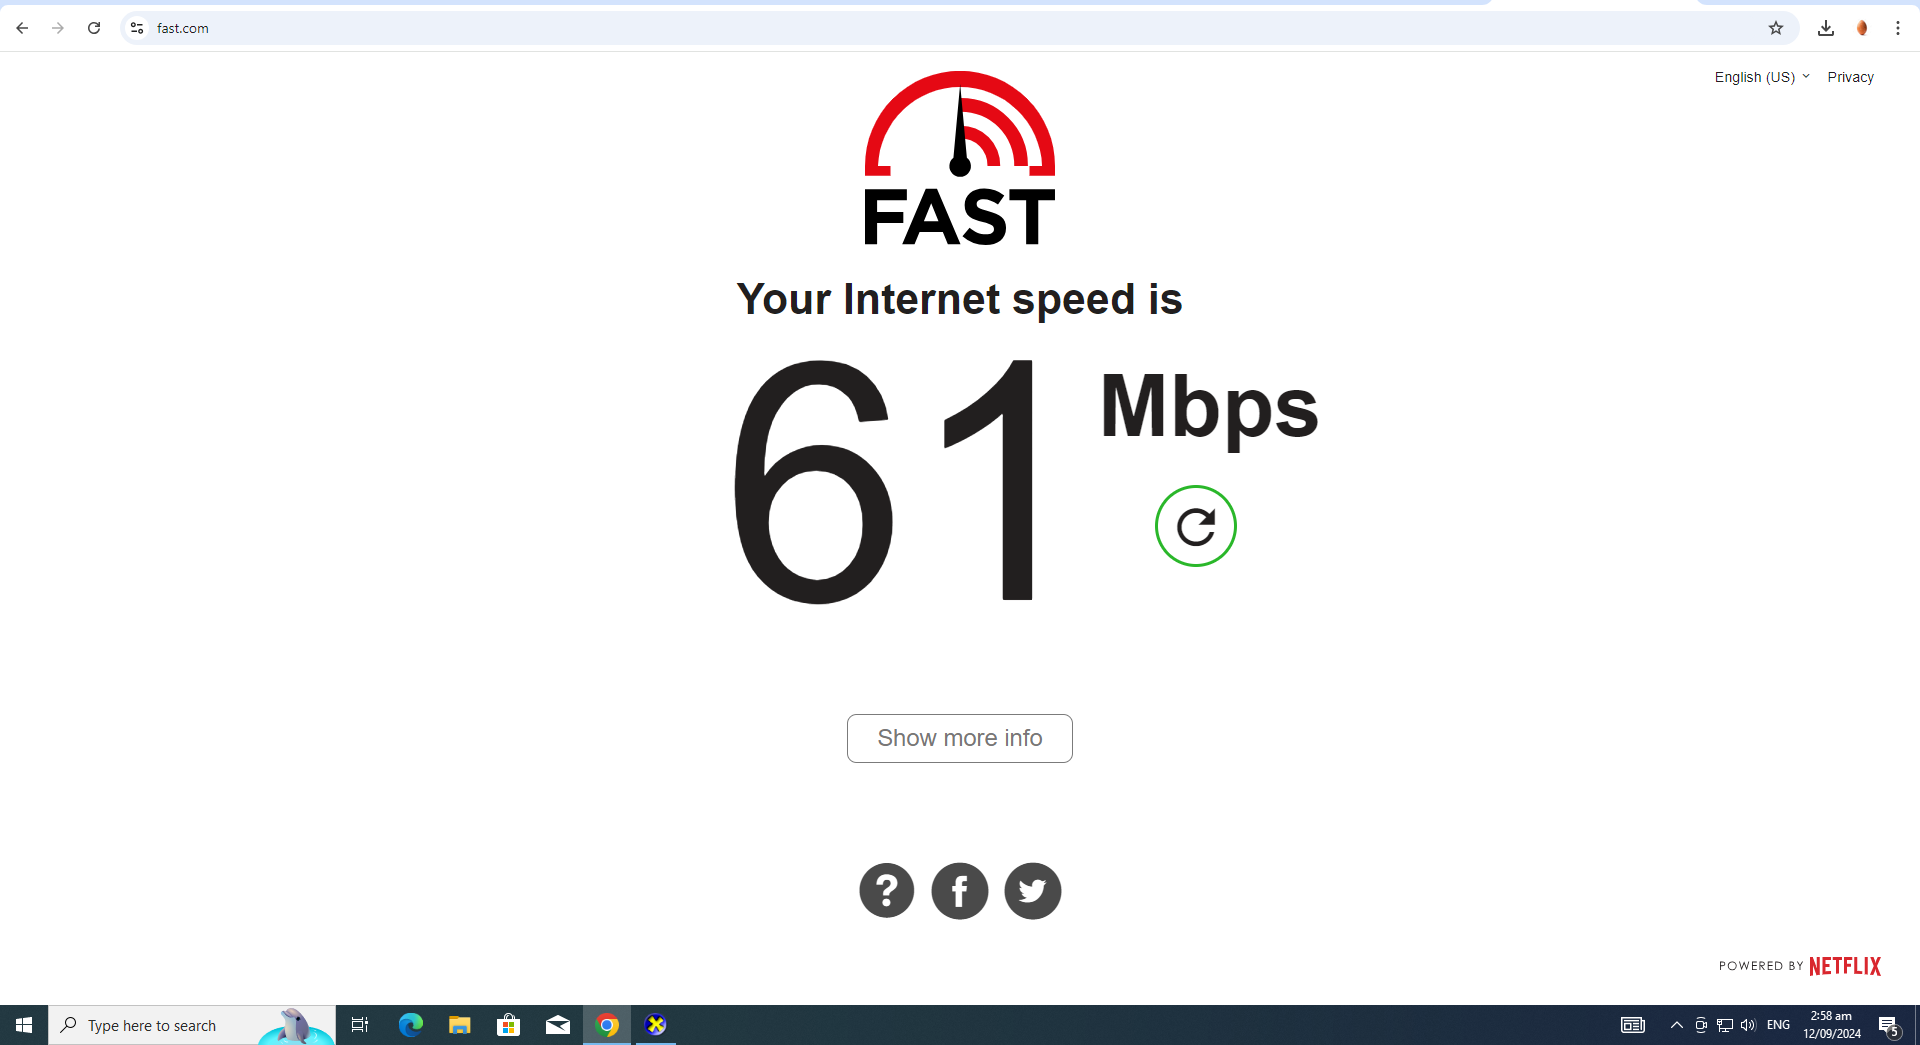 fast.com
English (US) Privacy
FAST
Your Internet speed is
61 Mbps
Show more info
?
f
POWERED BY NETFLIX
Type here to search
ENG
2:58 am
12/09/2024
5